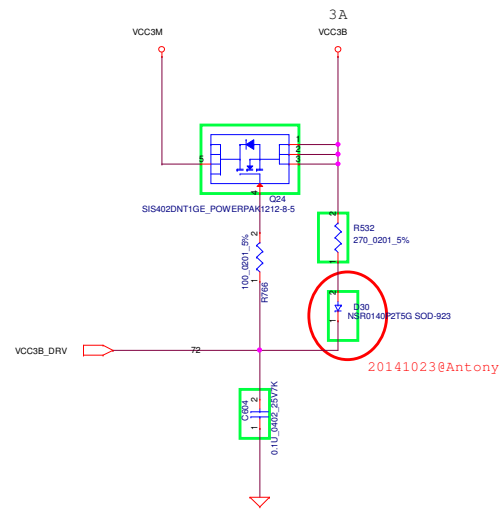 3A
VCC3M
VCC3B
1
2
3
5
4
Q24
SIS402DNT1GE_POWERPAK1212-8-5
2
100_0201_5%
1
R766
2
R532
270_0201_5%
1
2
D30
NSR0140P2T5G SOD-923
1
VCC3B_DRV
72
20141023@Antony
C604
2
1
0.1U_0402_25V7K